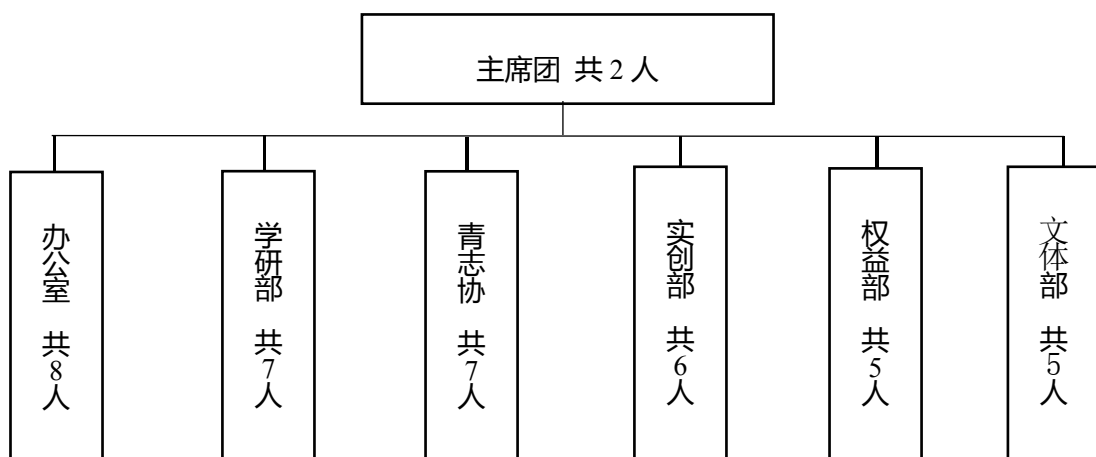 主席团 共 2 人
办公室 共8人
学研部 共7人
青志协 共7人
实创部 共6人
权益部 共5人
文体部 共5人